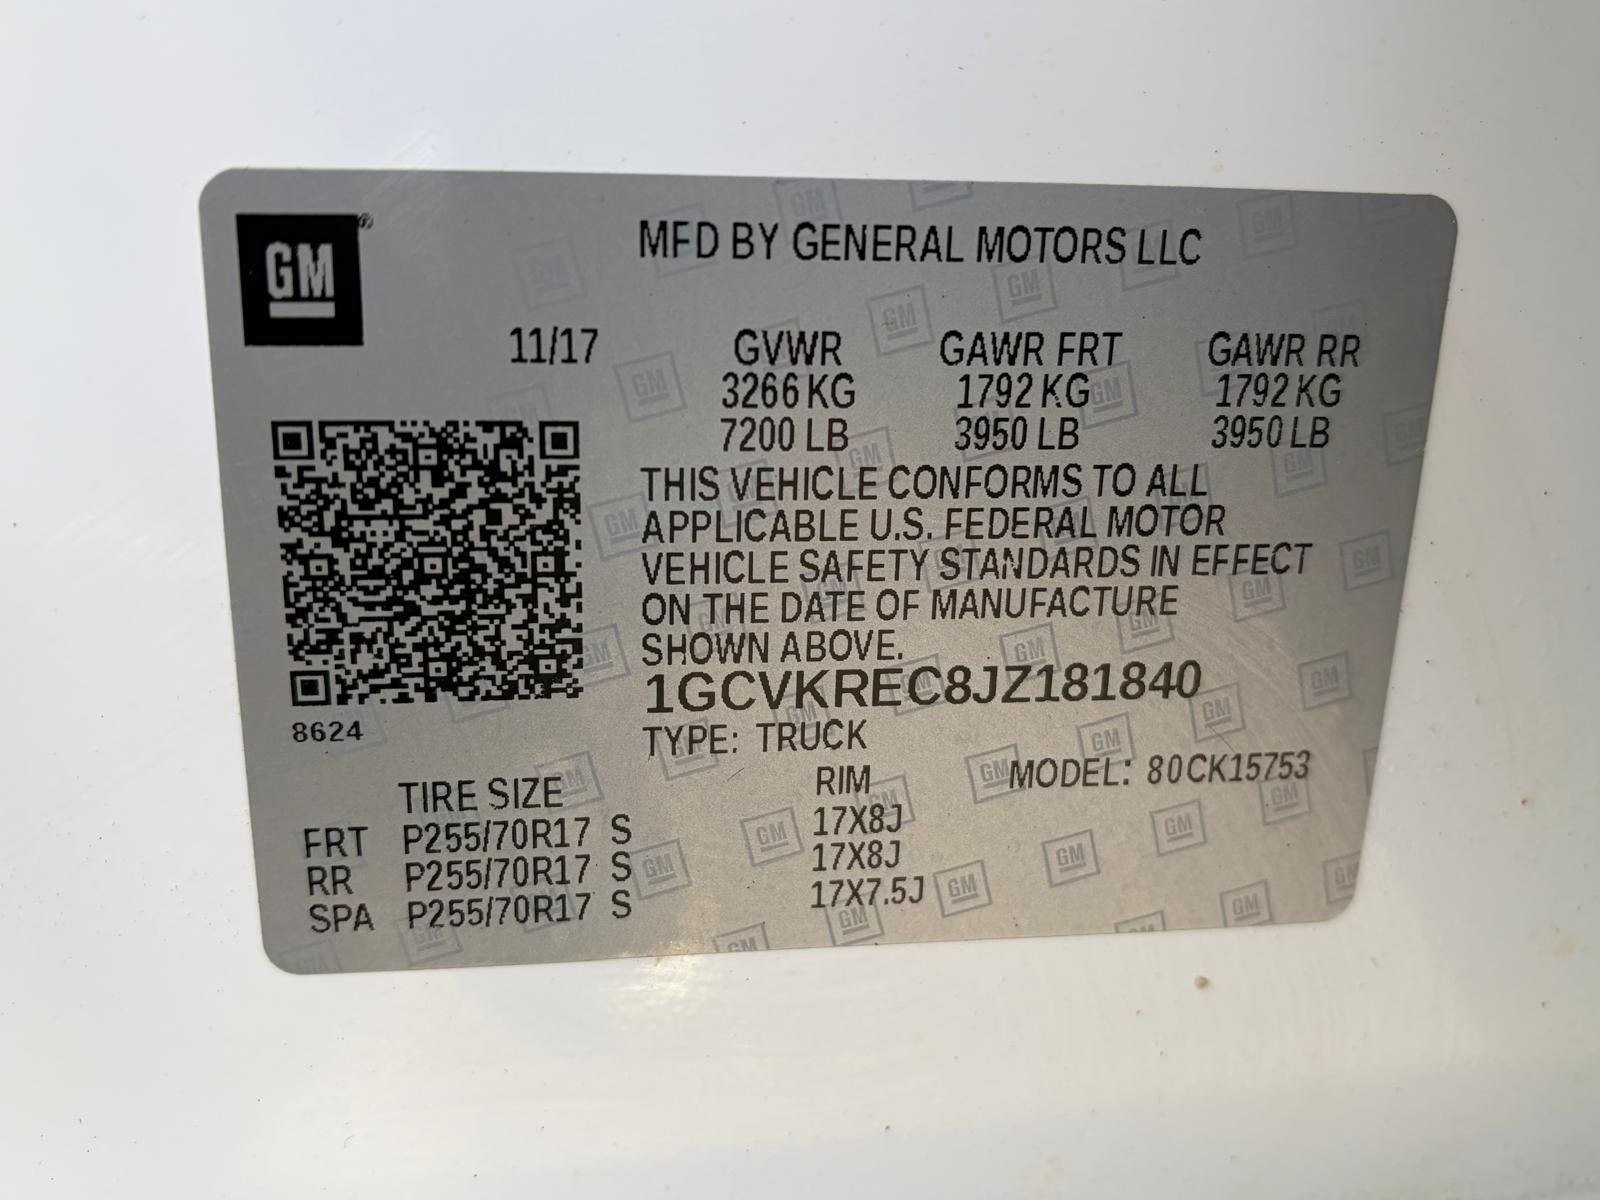 GM ®
MFD BY GENERAL MOTORS LLC
11/17 GVWR GAWR FRT GAWR RR
3266 KG 1792 KG 1792 KG
7200 LB 3950 LB 3950 LB
THIS VEHICLE CONFORMS TO ALL
APPLICABLE U.S. FEDERAL MOTOR
VEHICLE SAFETY STANDARDS IN EFFECT
ON THE DATE OF MANUFACTURE
SHOWN ABOVE.
1GCVKREC8JZ181840
8624
TYPE: TRUCK
MODEL: 80CK15753
TIRE SIZE RIM
FRT P255/70R17 S 17X8J
RR P255/70R17 S 17X8J
SPA P255/70R17 S 17X7.5J